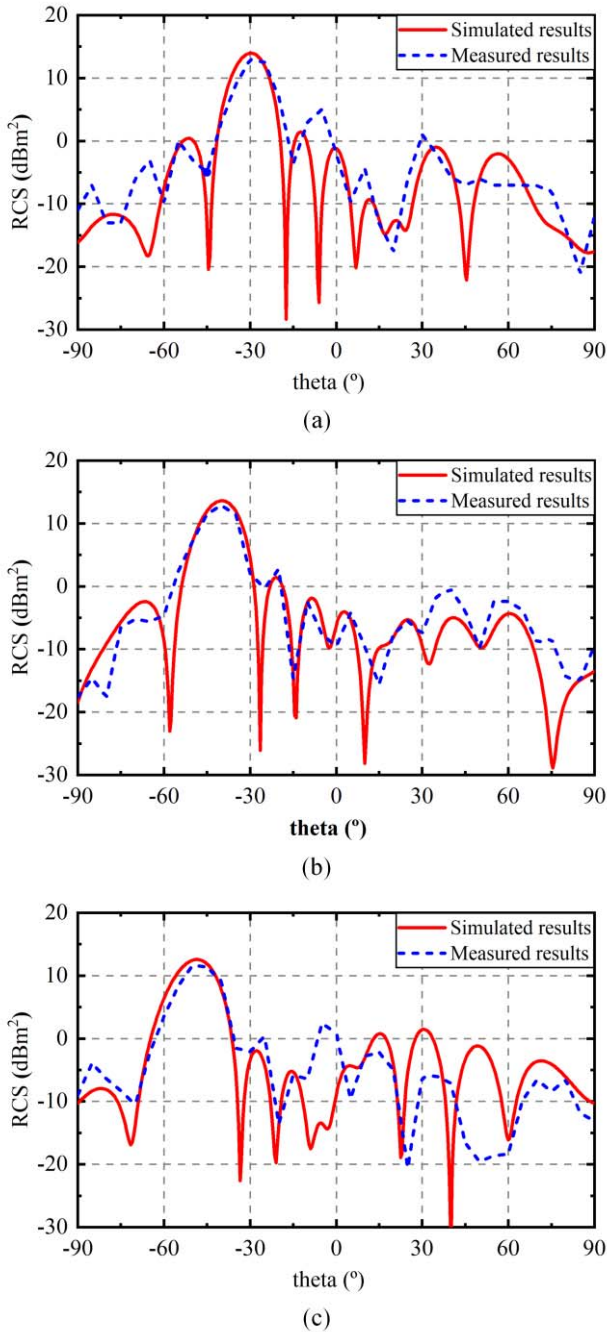 20
Simulated results
Measured results
10
0
-10
-20
-30
RCS (dBm²)
-90 -60 -30 0 30 60 90
theta (º)
(a)
20
Simulated results
Measured results
10
0
-10
-20
-30
RCS (dBm²)
-90 -60 -30 0 30 60 90
theta (º)
(b)
20
Simulated results
Measured results
10
0
-10
-20
-30
RCS (dBm²)
-90 -60 -30 0 30 60 90
theta (º)
(c)